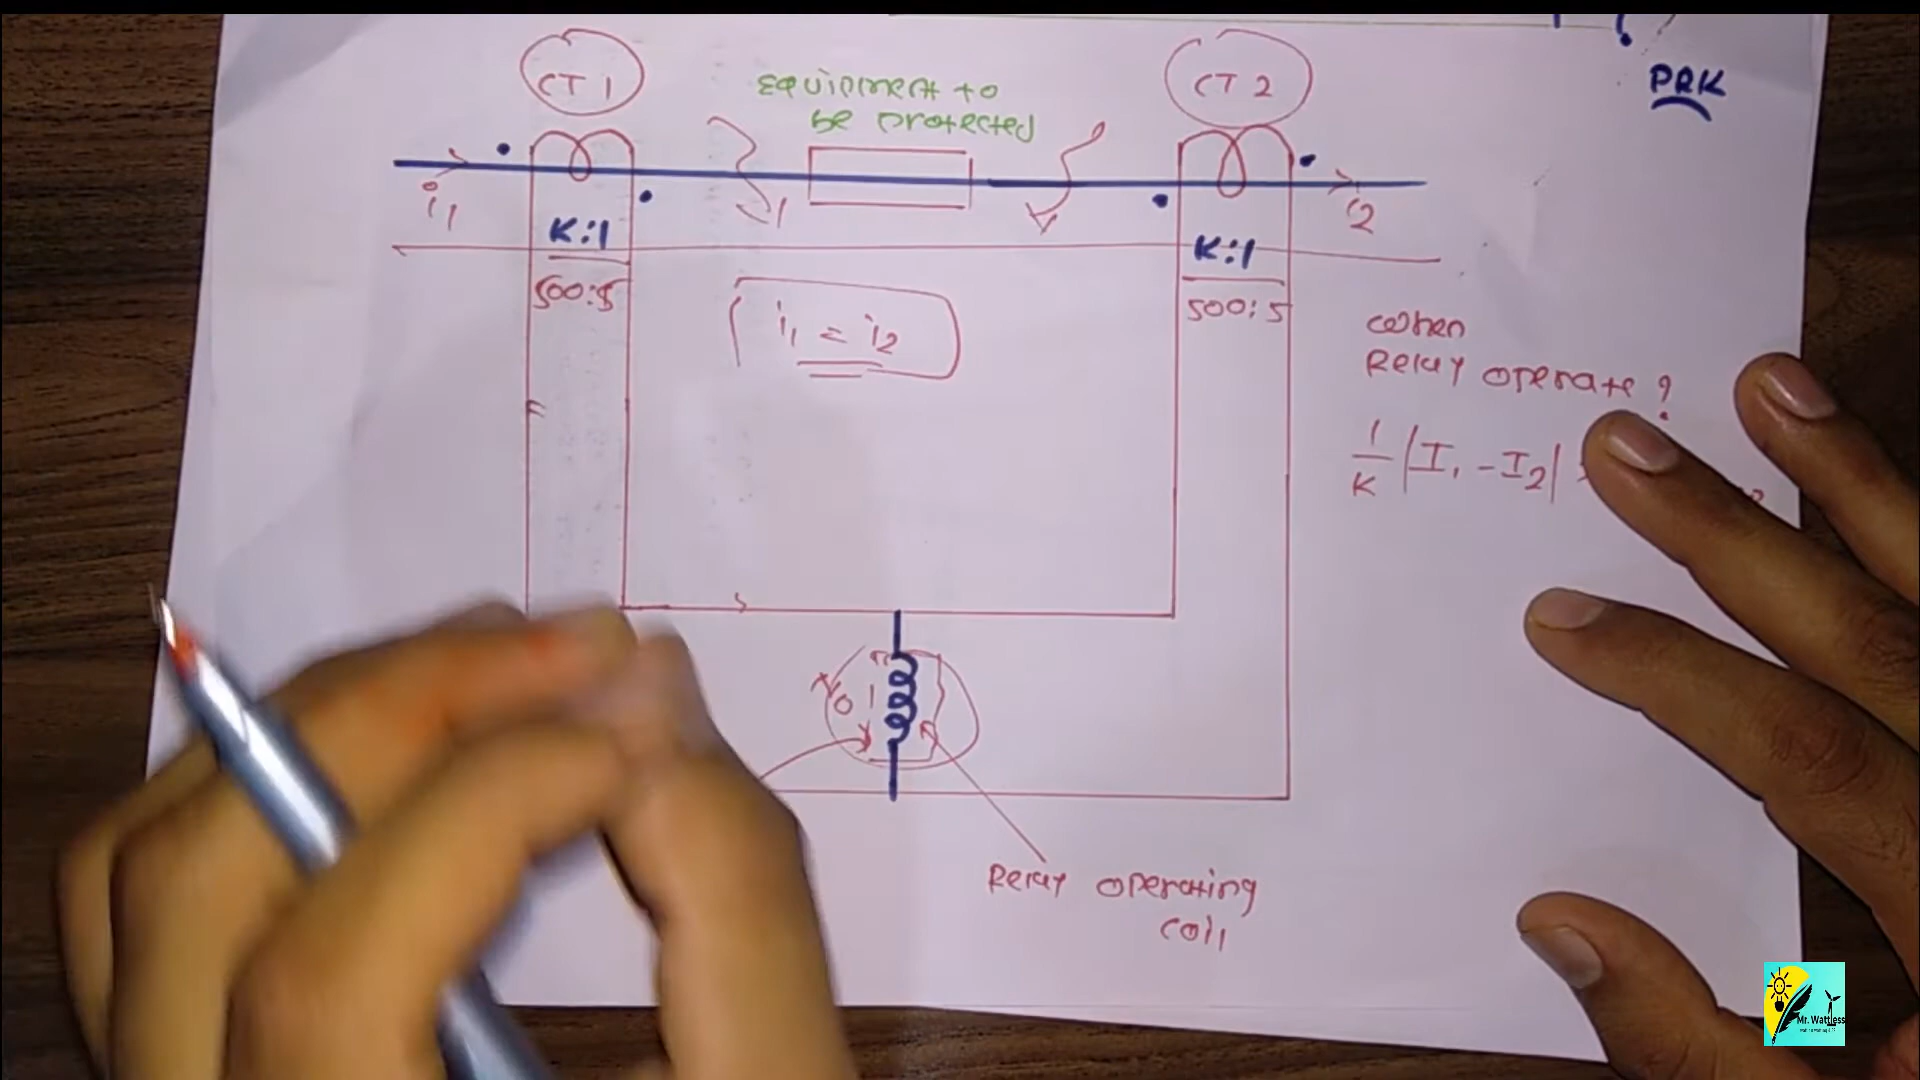 PRK
CT 1
Equipment to
be protected
CT 2
i1
i2
K:1
K:1
500:5
500:5
i1 = i2
When
Relay operate ?
1/K |I1 - I2|
Relay operating
coil
Mr. Wattless